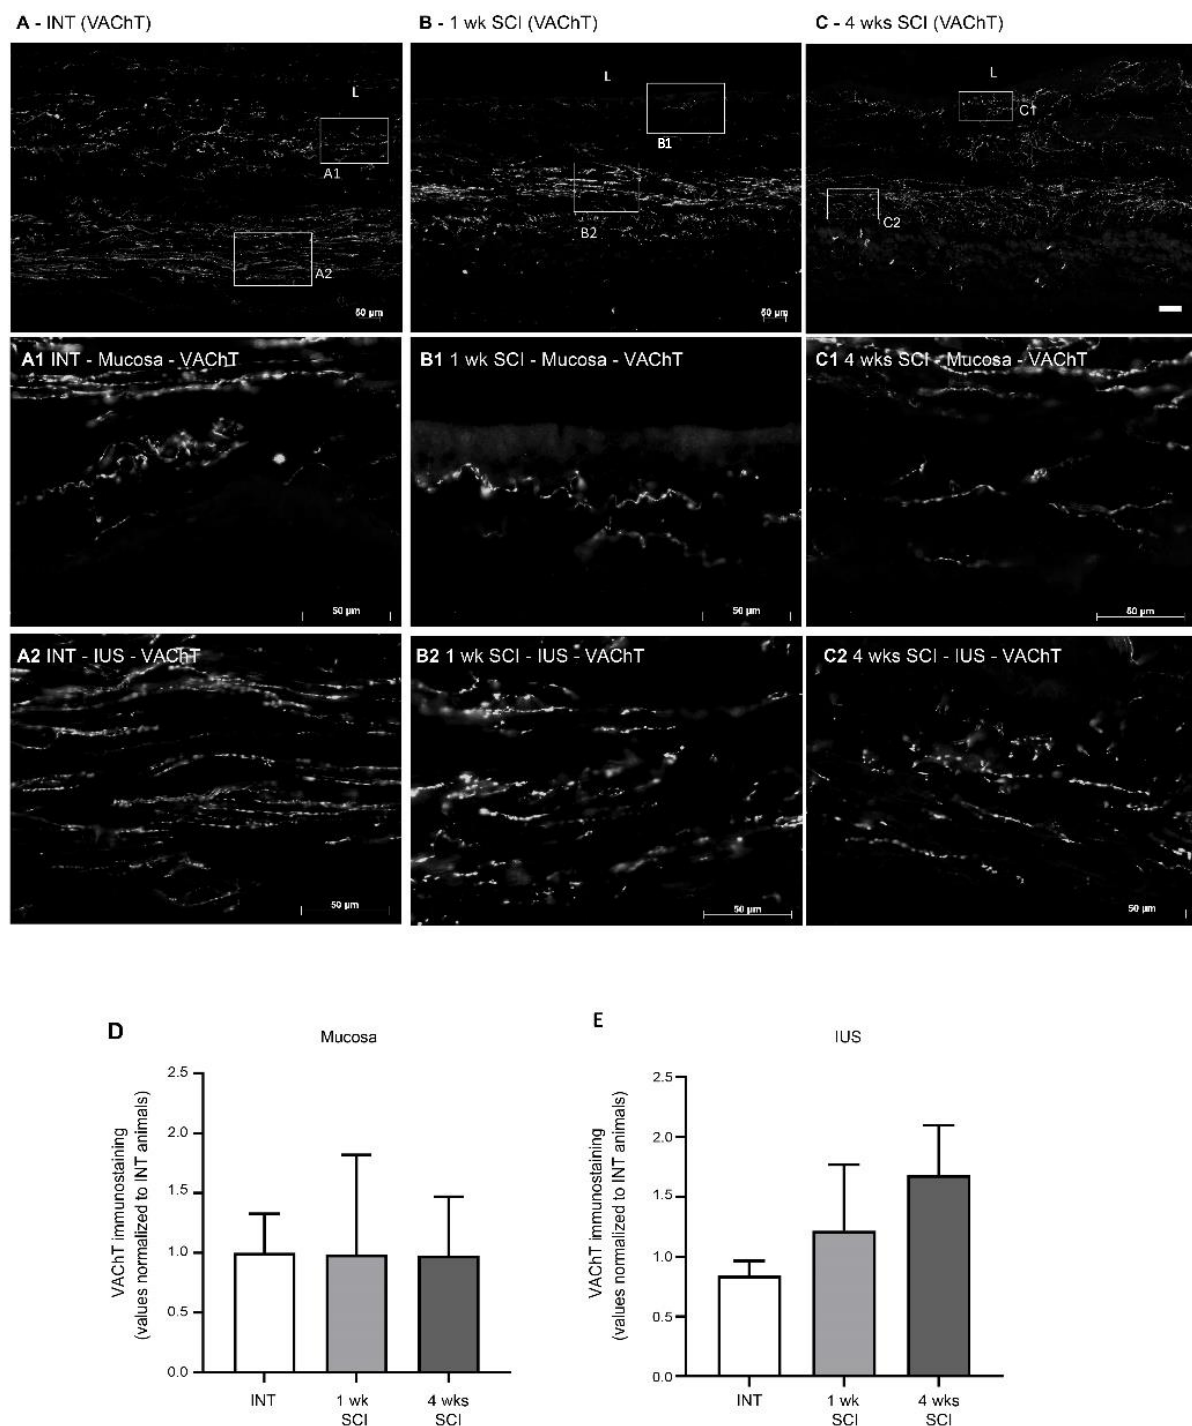 A - INT (VAChT)
B - 1 wk SCI (VAChT)
C - 4 wks SCI (VAChT)
L
A1
A2
50 µm
L
B1
B2
50 µm
L
C1
C2
A1 INT - Mucosa - VAChT
50 µm
B1 1 wk SCI - Mucosa - VAChT
50 µm
C1 4 wks SCI - Mucosa - VAChT
50 µm
A2 INT - IUS - VAChT
50 µm
B2 1 wk SCI - IUS - VAChT
50 µm
C2 4 wks SCI - IUS - VAChT
50 µm
D
Mucosa
VAChT immunostaining
(values normalized to INT animals)
2.5
2.0
1.5
1.0
0.5
0.0
INT
1 wk
SCI
4 wks
SCI
E
IUS
VAChT immunostaining
(values normalized to INT animals)
2.5
2.0
1.5
1.0
0.5
0.0
INT
1 wk
SCI
4 wks
SCI